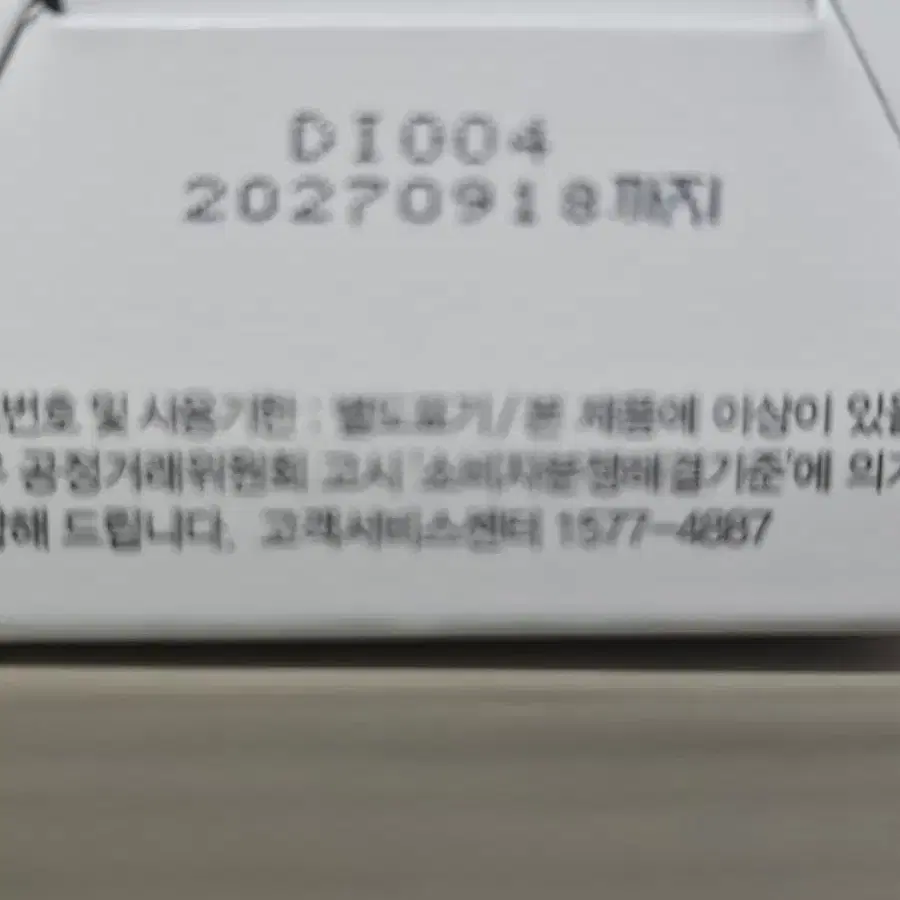 DI004
20270918까지
번호 및 사용기한 : 별도표기/본 제품에 이상이 있을
공정거래위원회 고시 '소비자분쟁해결기준'에 의거
해 드립니다. 고객서비스센터 1577-4887